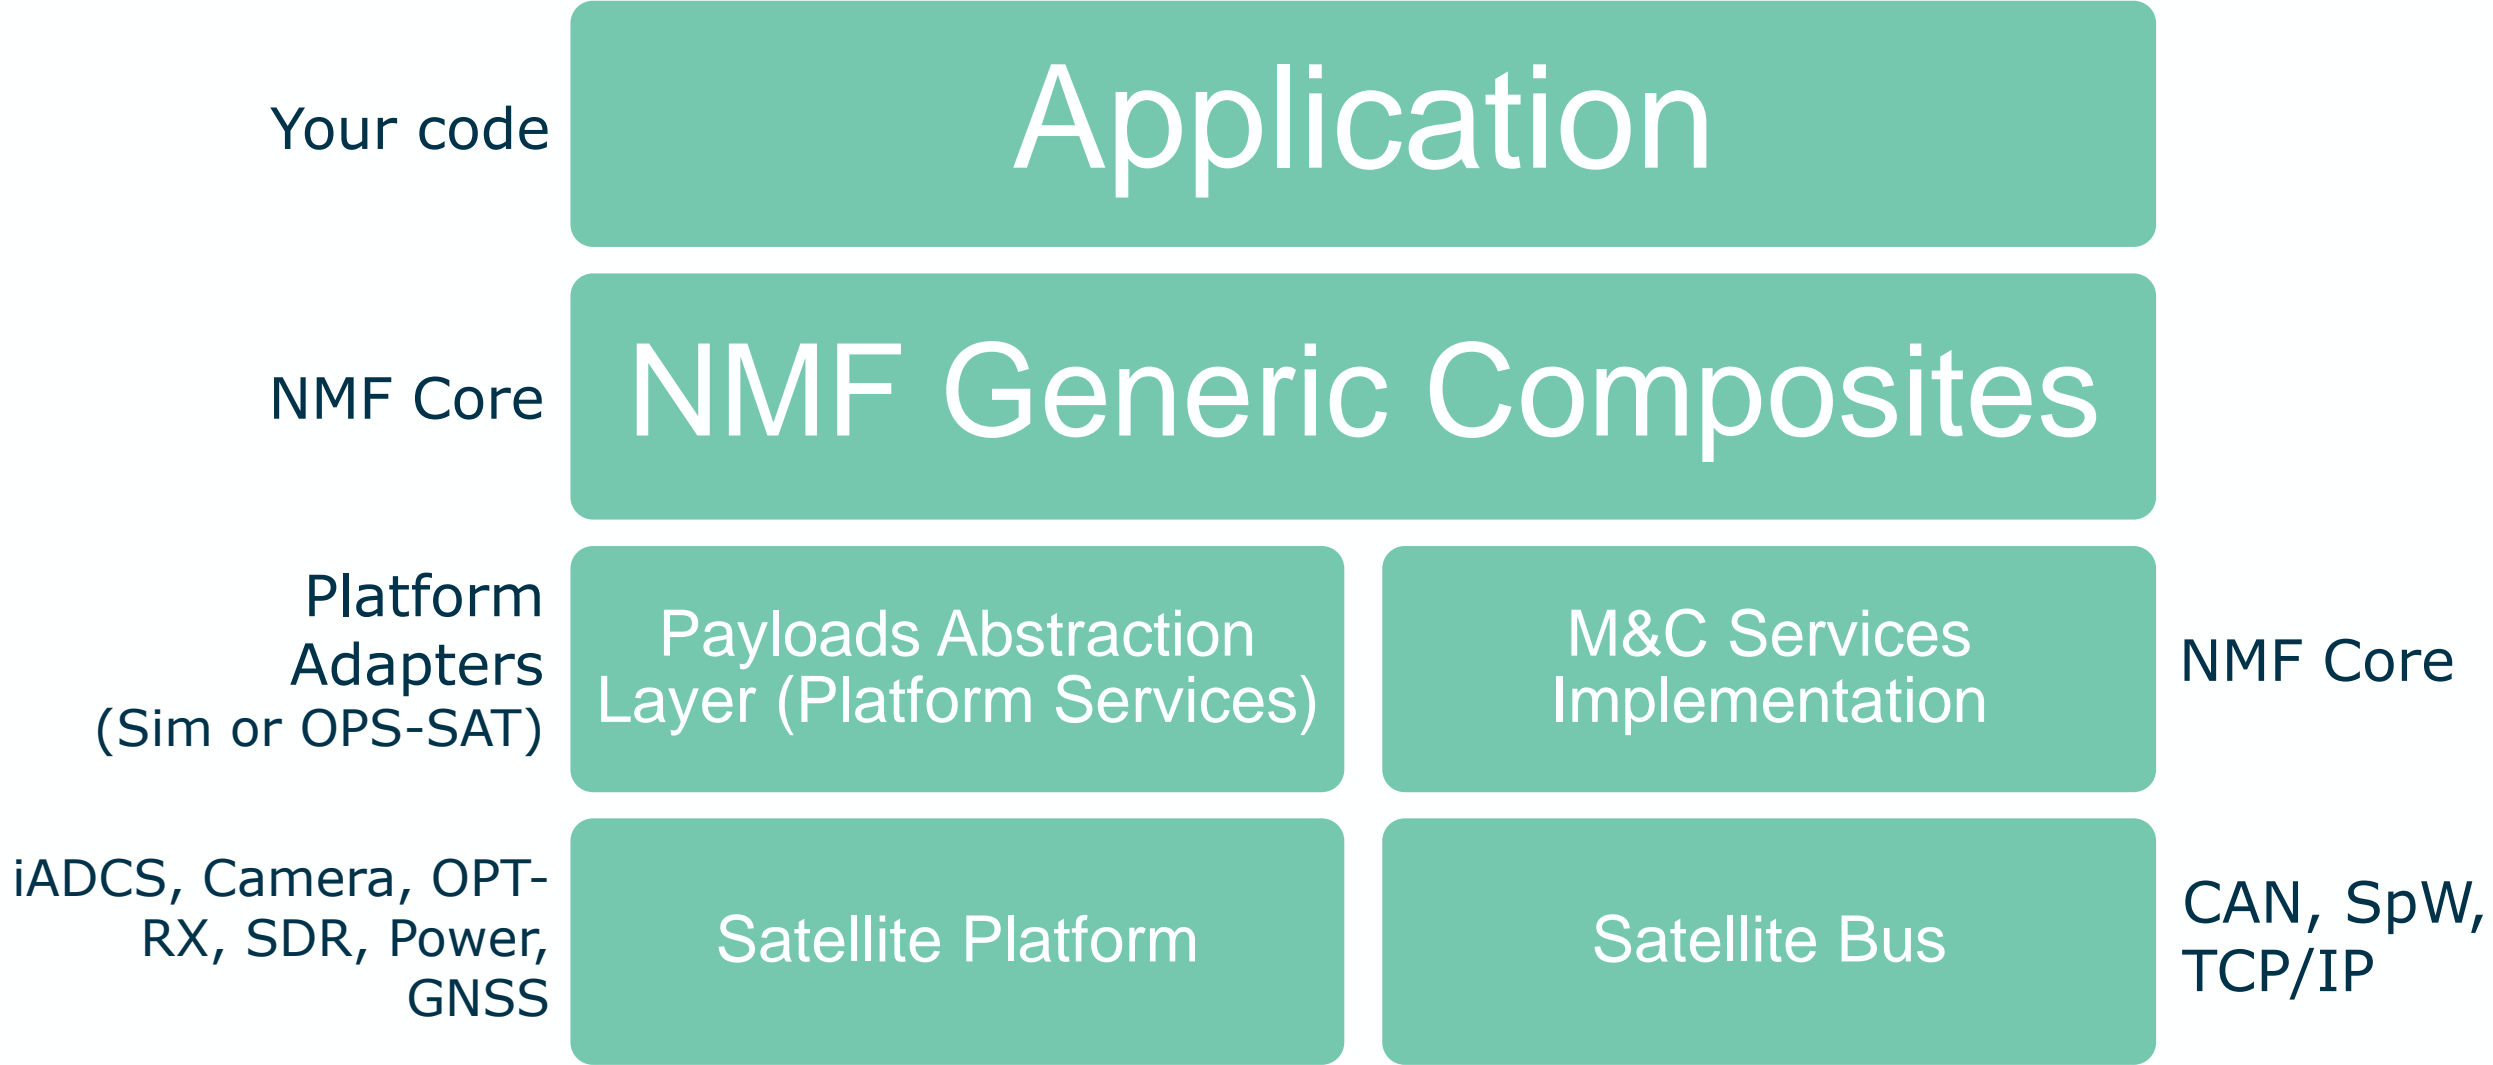 Your code
Application
NMF Core
NMF Generic Composites
Platform
Adapters
(Sim or OPS-SAT)
Payloads Abstraction
Layer (Platform Services)
M&C Services
Implementation
NMF Core
iADCS, Camera, OPT-
RX, SDR, Power,
GNSS
Satellite Platform
Satellite Bus
CAN, SpW,
TCP/IP